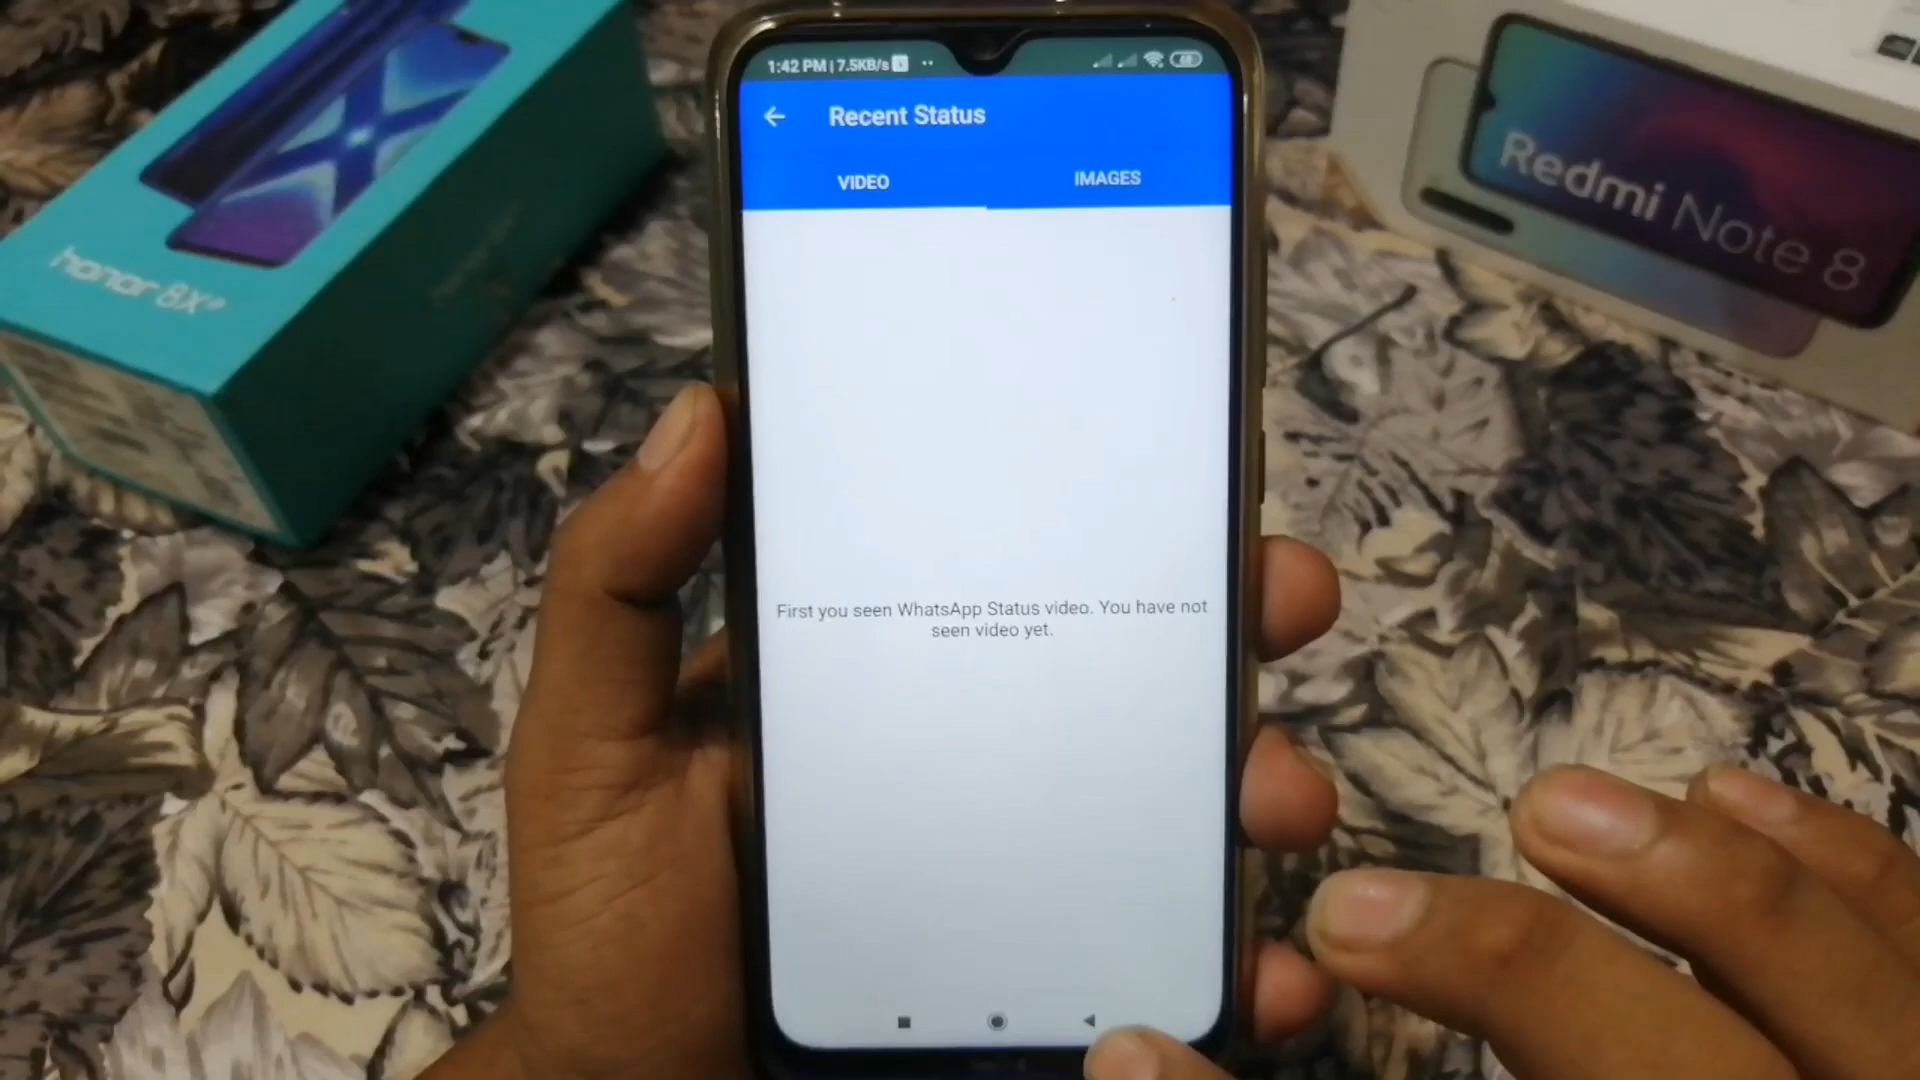 1:42 PM | 7.5KB/s
68
Recent Status
VIDEO
IMAGES
First you seen WhatsApp Status video. You have not
seen video yet.
honor 8X
Redmi Note 8